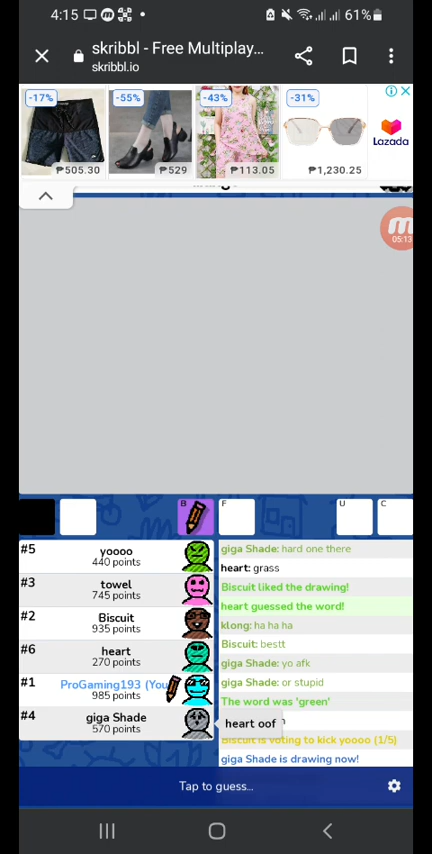 4:15
61%
skribbl - Free Multiplay...
skribbl.io
-17%
-55%
-43%
-31%
₱505.30
₱529
₱113.05
₱1,230.25
Lazada
05:13
B
F
U
C
#5 yoooo
440 points
#3 towel
745 points
#2 Biscuit
935 points
#6 heart
270 points
#1 ProGaming193 (You
985 points
#4 giga Shade
570 points
giga Shade: hard one there
heart: grass
Biscuit liked the drawing!
heart guessed the word!
klong: ha ha ha
Biscuit: bestt
giga Shade: yo afk
giga Shade: or stupid
The word was 'green'
heart oof
Biscuit is voting to kick yoooo (1/5)
giga Shade is drawing now!
Tap to guess...